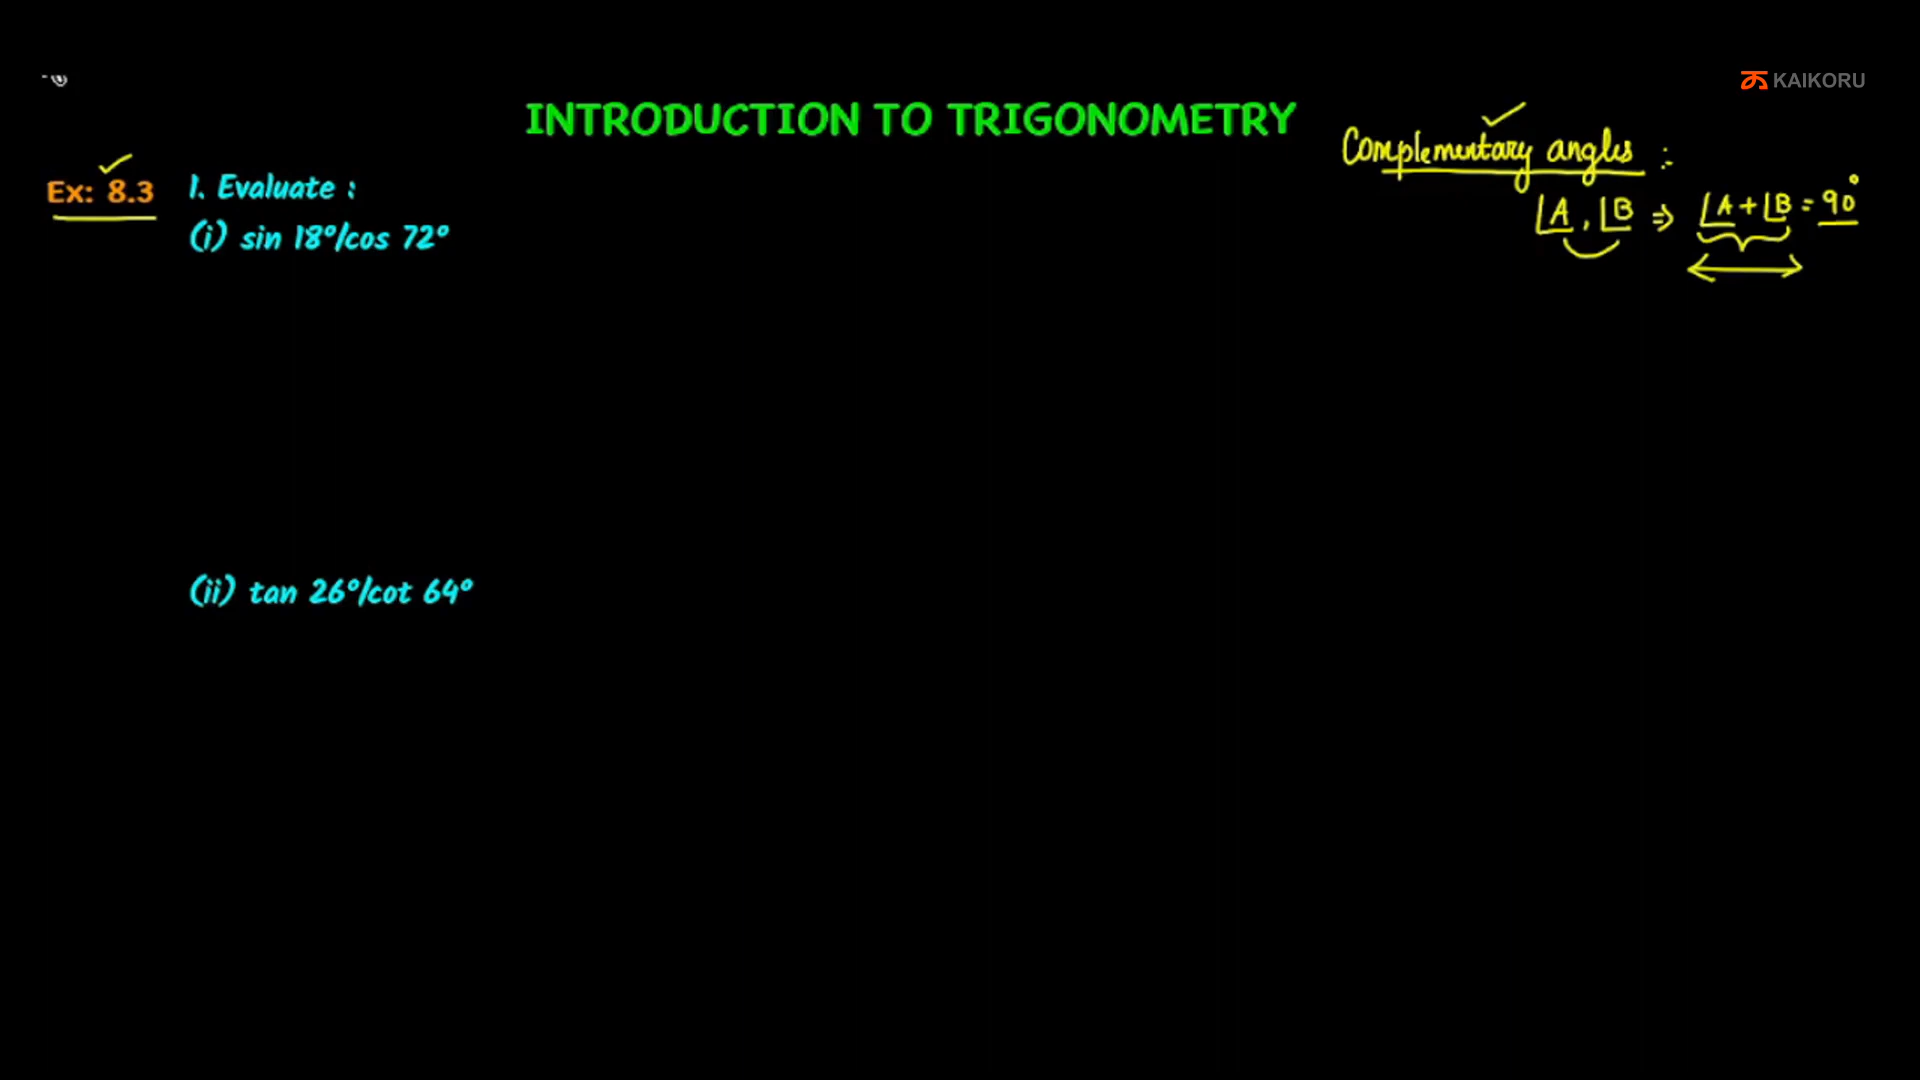 KAIKORU
INTRODUCTION TO TRIGONOMETRY
Complementary angles :-
∠A , ∠B ⇒ ∠A + ∠B = 90°
Ex: 8.3
1. Evaluate :
(i) sin 18°/cos 72°
(ii) tan 26°/cot 64°